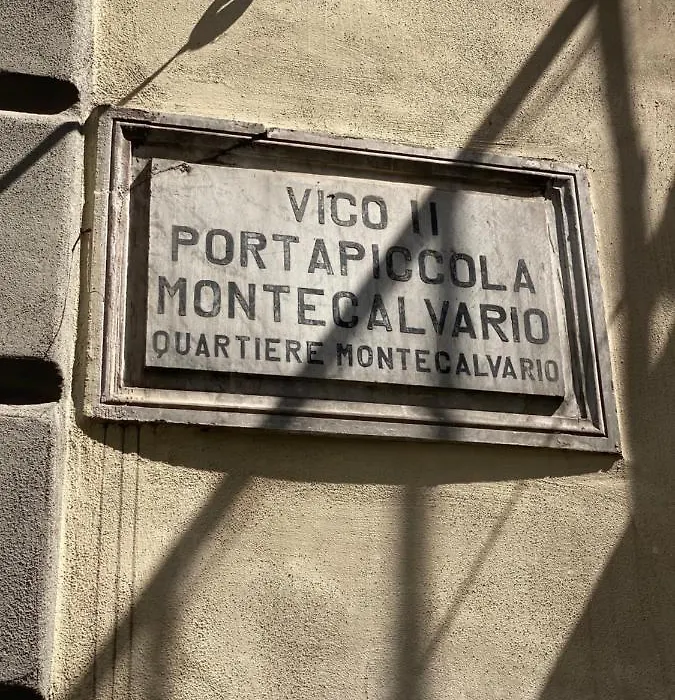 VICO II
PORTAPICCOLA
MONTECALVARIO
QUARTIERE MONTECALVARIO